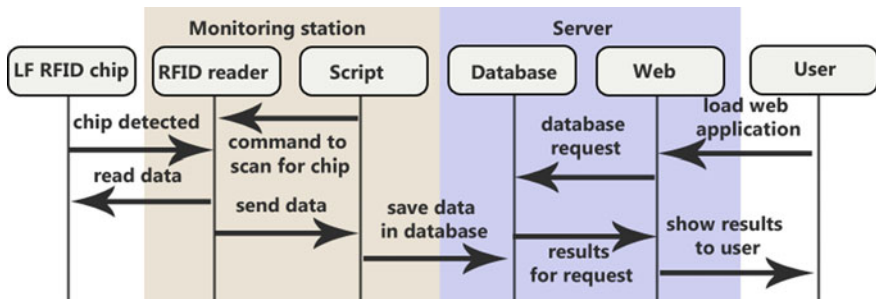 Monitoring station
Server
LF RFID chip
RFID reader
Script
Database
Web
User
chip detected
command to
scan for chip
read data
send data
save data
in database
load web
application
database
request
results
for request
show results
to user